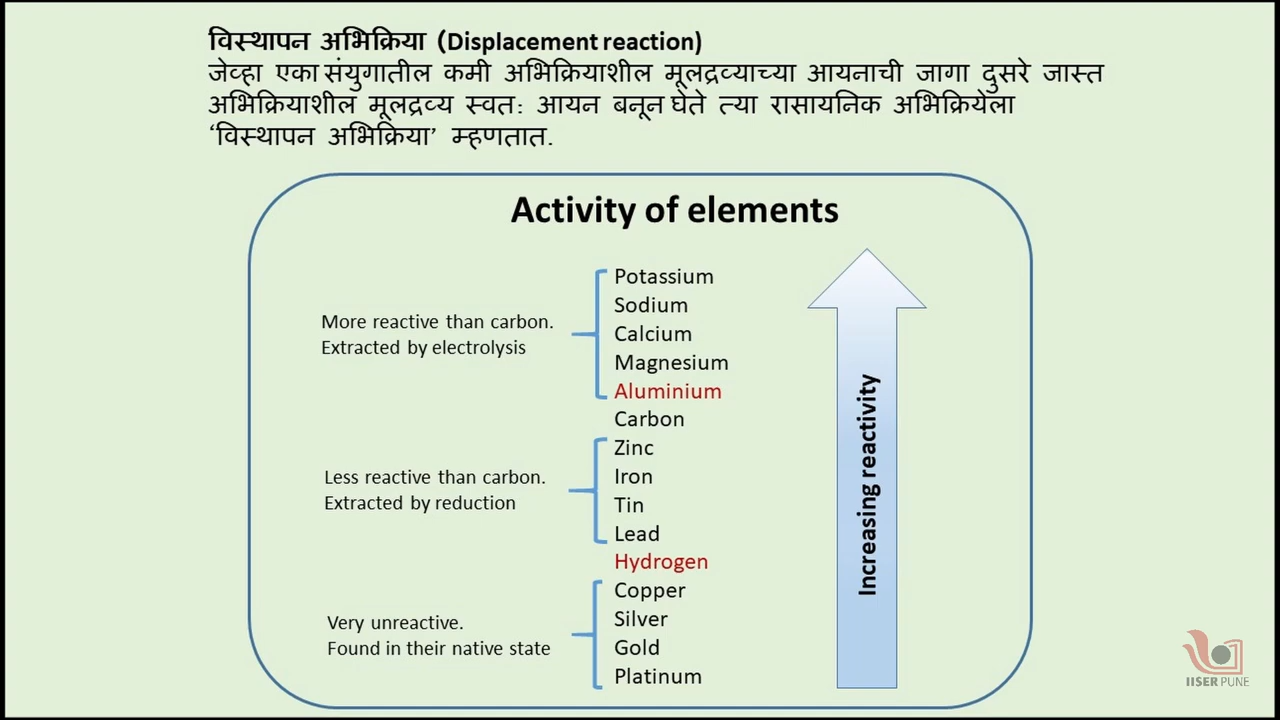 विस्थापन अभिक्रिया (Displacement reaction)
जेव्हा एका संयुगातील कमी अभिक्रियाशील मूलद्रव्याच्या आयनाची जागा दुसरे जास्त
अभिक्रियाशील मूलद्रव्य स्वत: आयन बनून घेते त्या रासायनिक अभिक्रियेला
‘विस्थापन अभिक्रिया’ म्हणतात.
Activity of elements
More reactive than carbon.
Extracted by electrolysis
Potassium
Sodium
Calcium
Magnesium
Aluminium
Carbon
Less reactive than carbon.
Extracted by reduction
Zinc
Iron
Tin
Lead
Hydrogen
Very unreactive.
Found in their native state
Copper
Silver
Gold
Platinum
Increasing reactivity
IISER PUNE